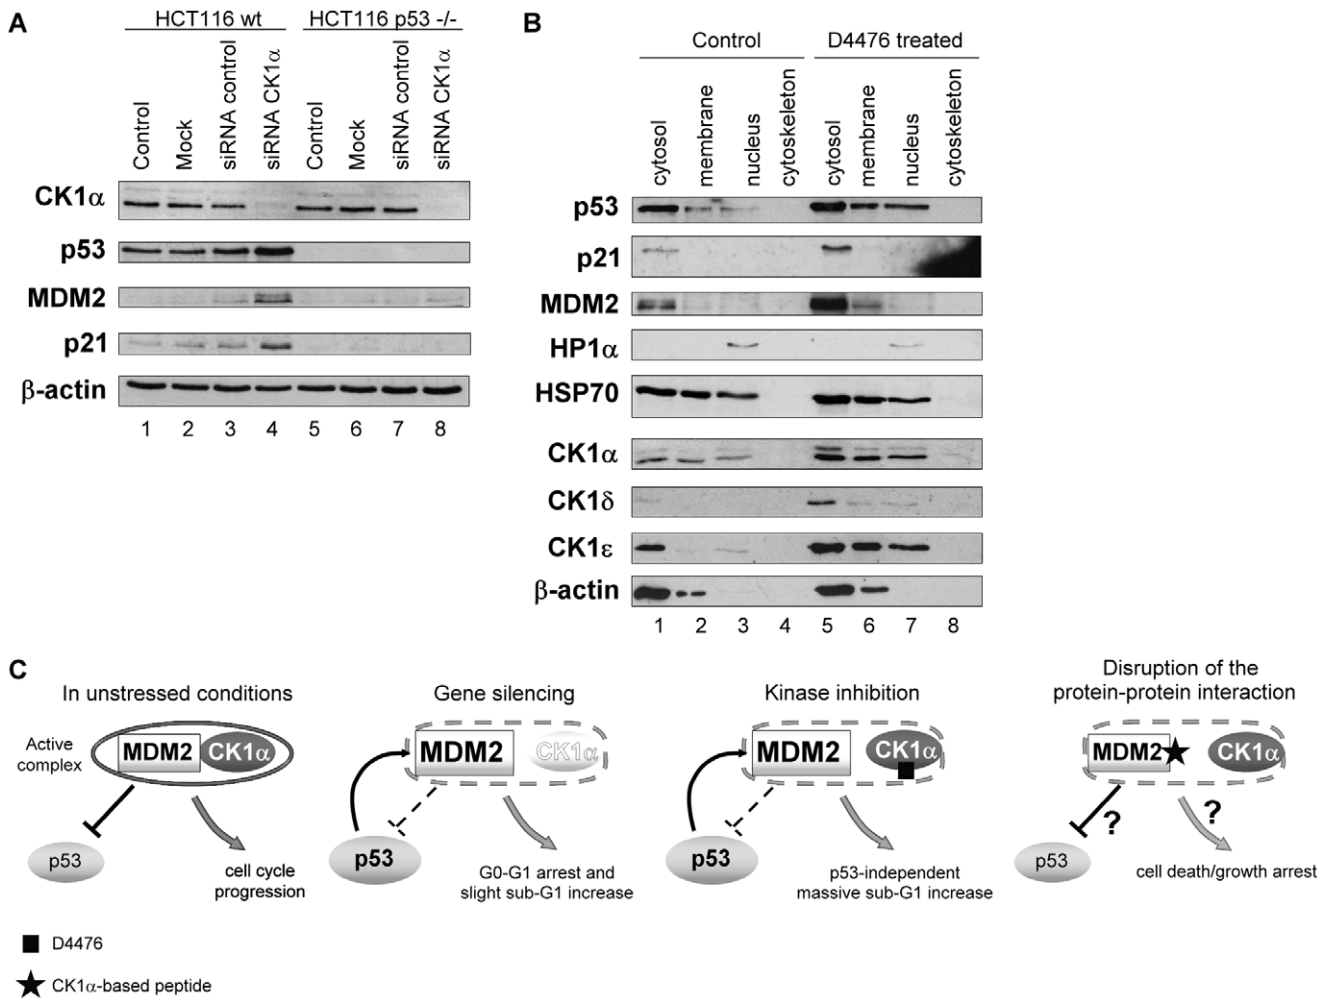 A
HCT116 wt
HCT116 p53 -/-
Control
Mock
siRNA control
siRNA CK1α
Control
Mock
siRNA control
siRNA CK1α
CK1α
p53
MDM2
p21
β-actin
1 2 3 4 5 6 7 8
B
Control
D4476 treated
cytosol
membrane
nucleus
cytoskeleton
cytosol
membrane
nucleus
cytoskeleton
p53
p21
MDM2
HP1α
HSP70
CK1α
CK1δ
CK1ε
β-actin
1 2 3 4 5 6 7 8
C
In unstressed conditions
Active
complex
MDM2
CK1α
p53
cell cycle
progression
Gene silencing
MDM2
CK1α
p53
G0-G1 arrest and
slight sub-G1 increase
Kinase inhibition
MDM2
CK1α
p53
p53-independent
massive sub-G1 increase
Disruption of the
protein-protein interaction
MDM2
CK1α
?
?
p53
cell death/growth arrest
D4476
CK1α-based peptide